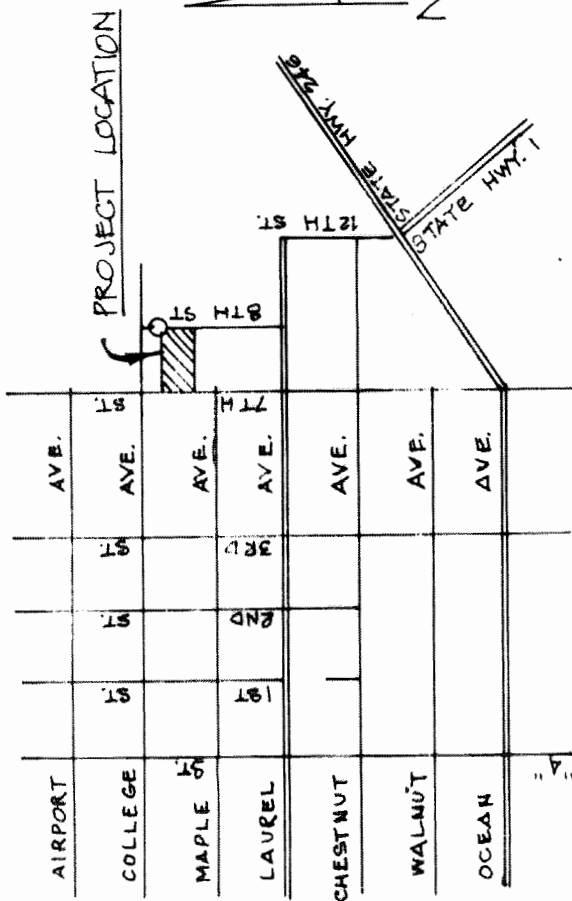 PROJECT LOCATION
STATE HWY. 246
STATE HWY. 1
12TH ST.
8TH ST
7TH ST.
3RD ST.
2ND ST.
1ST ST.
"A" ST.
AIRPORT AVE.
COLLEGE AVE.
MAPLE AVE.
LAUREL AVE.
CHESTNUT AVE.
WALNUT AVE.
OCEAN AVE.